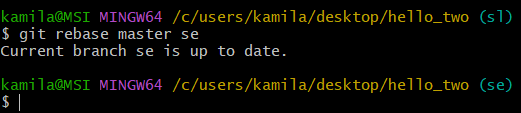 kamila@MSI MINGW64 /c/users/kamila/desktop/hello_two (sl)
$ git rebase master se
Current branch se is up to date.
kamila@MSI MINGW64 /c/users/kamila/desktop/hello_two (se)
$